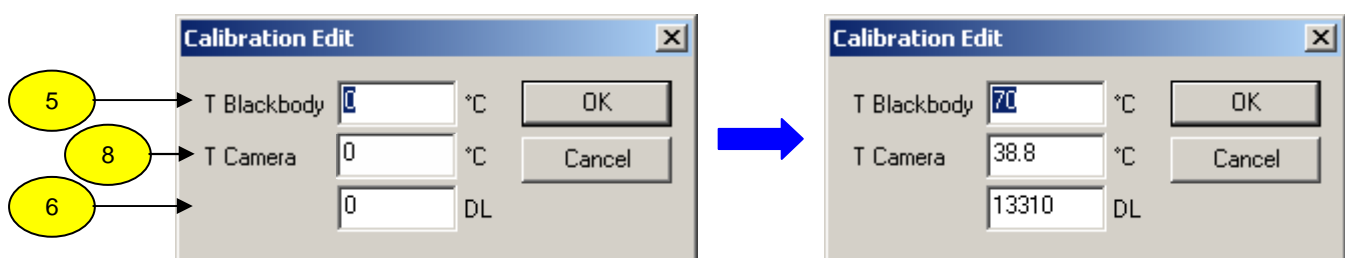 Calibration Edit
5
T Blackbody 0 °C OK
8
T Camera 0 °C Cancel
6
0 DL
Calibration Edit
T Blackbody 70 °C OK
T Camera 38.8 °C Cancel
13310 DL